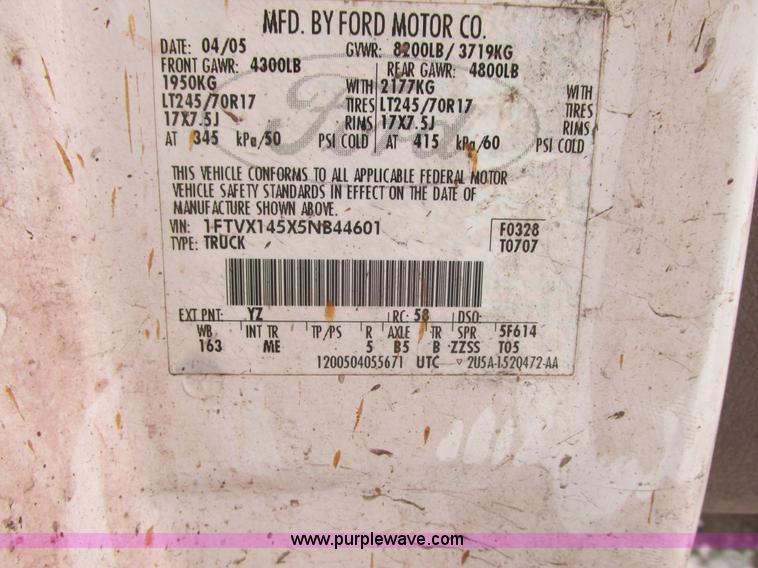 MFD. BY FORD MOTOR CO.
DATE: 04/05 GVWR: 8200LB/ 3719KG
FRONT GAWR: 4300LB REAR GAWR: 4800LB
1950KG WITH 2177KG WITH
LT245/70R17 TIRES LT245/70R17 TIRES
17X7.5J RIMS 17X7.5J RIMS
AT 345 kPa/50 PSI COLD AT 415 kPa/60 PSI COLD
Ford
THIS VEHICLE CONFORMS TO ALL APPLICABLE FEDERAL MOTOR
VEHICLE SAFETY STANDARDS IN EFFECT ON THE DATE OF
MANUFACTURE SHOWN ABOVE.
VIN: 1FTVX145X5NB44601 F0328
TYPE: TRUCK T0707
EXT PNT: YZ RC: 58 DSO:
WB INT TR TP/PS R AXLE TR SPR 5F614
163 ME 5 B5 B ZZSS T05
1200504055671 UTC ▿ 2U5A-1520472-AA
www.purplewave.com